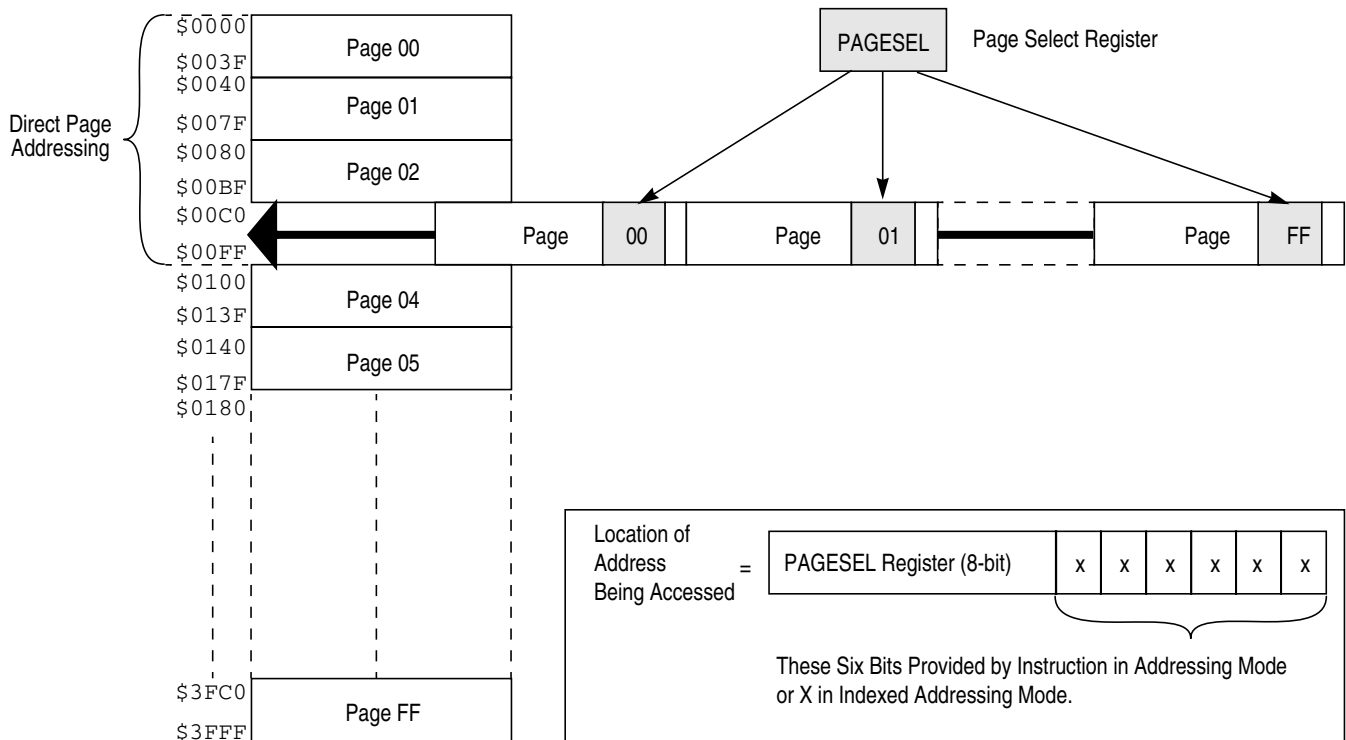 $0000
Page 00
$003F
$0040
Page 01
$007F
$0080
Page 02
$00BF
$00C0
$00FF
$0100
Page 04
$013F
$0140
Page 05
$017F
$0180
$3FC0
Page FF
$3FFF
Direct Page
Addressing
PAGESEL
Page Select Register
Page 00
Page 01
Page FF
Location of
Address
Being Accessed
=
PAGESEL Register (8-bit) x x x x x x
These Six Bits Provided by Instruction in Addressing Mode
or X in Indexed Addressing Mode.